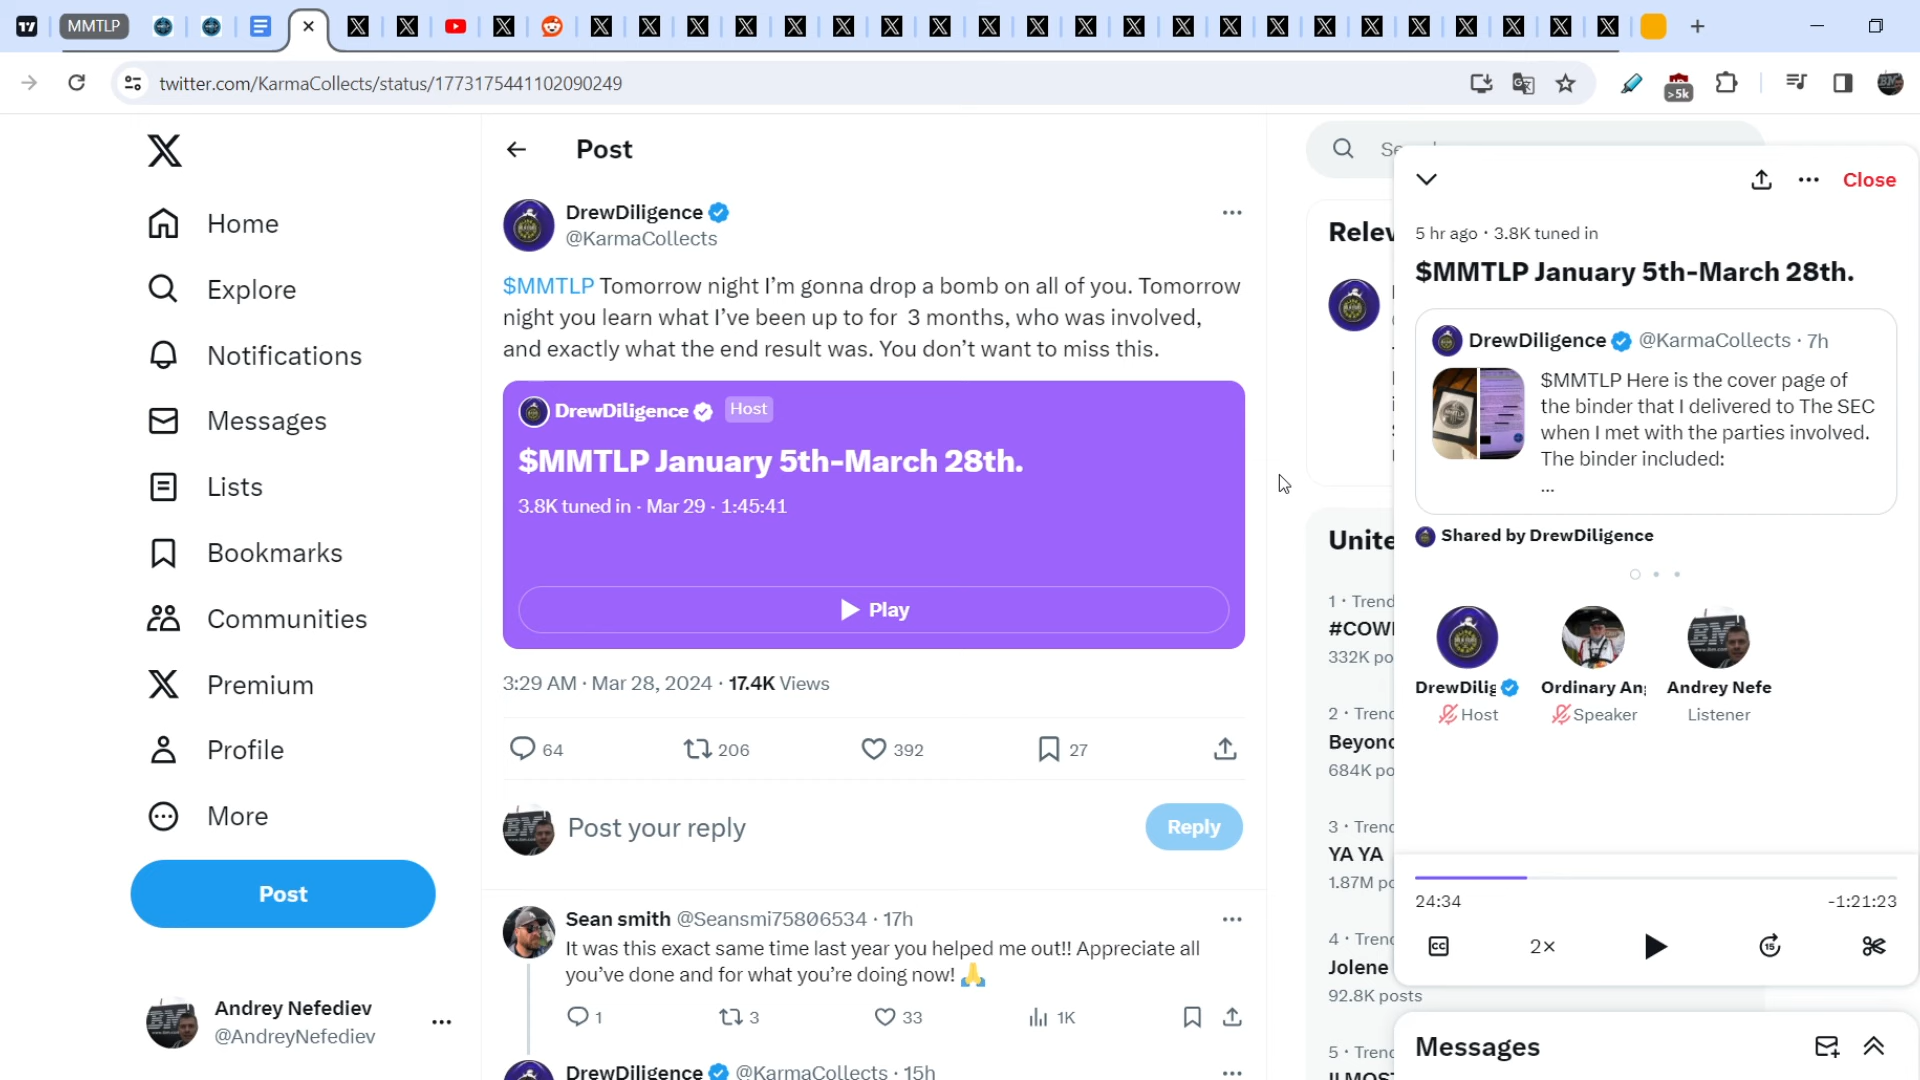 MMTLP
twitter.com/KarmaCollects/status/1773175441102090249
>5k
Home
Explore
Notifications
Messages
Lists
Bookmarks
Communities
Premium
Profile
More
Post
Andrey Nefediev
@AndreyNefediev
Post
DrewDiligence
@KarmaCollects
$MMTLP Tomorrow night I’m gonna drop a bomb on all of you. Tomorrow
night you learn what I’ve been up to for 3 months, who was involved,
and exactly what the end result was. You don’t want to miss this.
DrewDiligence Host
$MMTLP January 5th-March 28th.
3.8K tuned in · Mar 29 · 1:45:41
Play
3:29 AM · Mar 28, 2024 · 17.4K Views
64 206 392 27
Post your reply
Reply
Sean smith @Seansmi75806534 · 17h
It was this exact same time last year you helped me out!! Appreciate all
you’ve done and for what you’re doing now! 🙏
1 3 33 1K
DrewDiligence @KarmaCollects · 15h
Relev
Unite
1 · Trend
#COW
332K po
2 · Trend
Beyonc
684K po
3 · Trend
YA YA
1.87M po
4 · Trend
Jolene
92.8K posts
5 · Trend
Close
5 hr ago · 3.8K tuned in
$MMTLP January 5th-March 28th.
DrewDiligence @KarmaCollects · 7h
$MMTLP Here is the cover page of
the binder that I delivered to The SEC
when I met with the parties involved.
The binder included:
...
Shared by DrewDiligence
DrewDilig Ordinary An Andrey Nefe
Host Speaker Listener
24:34 -1:21:23
CC 2× 15
Messages